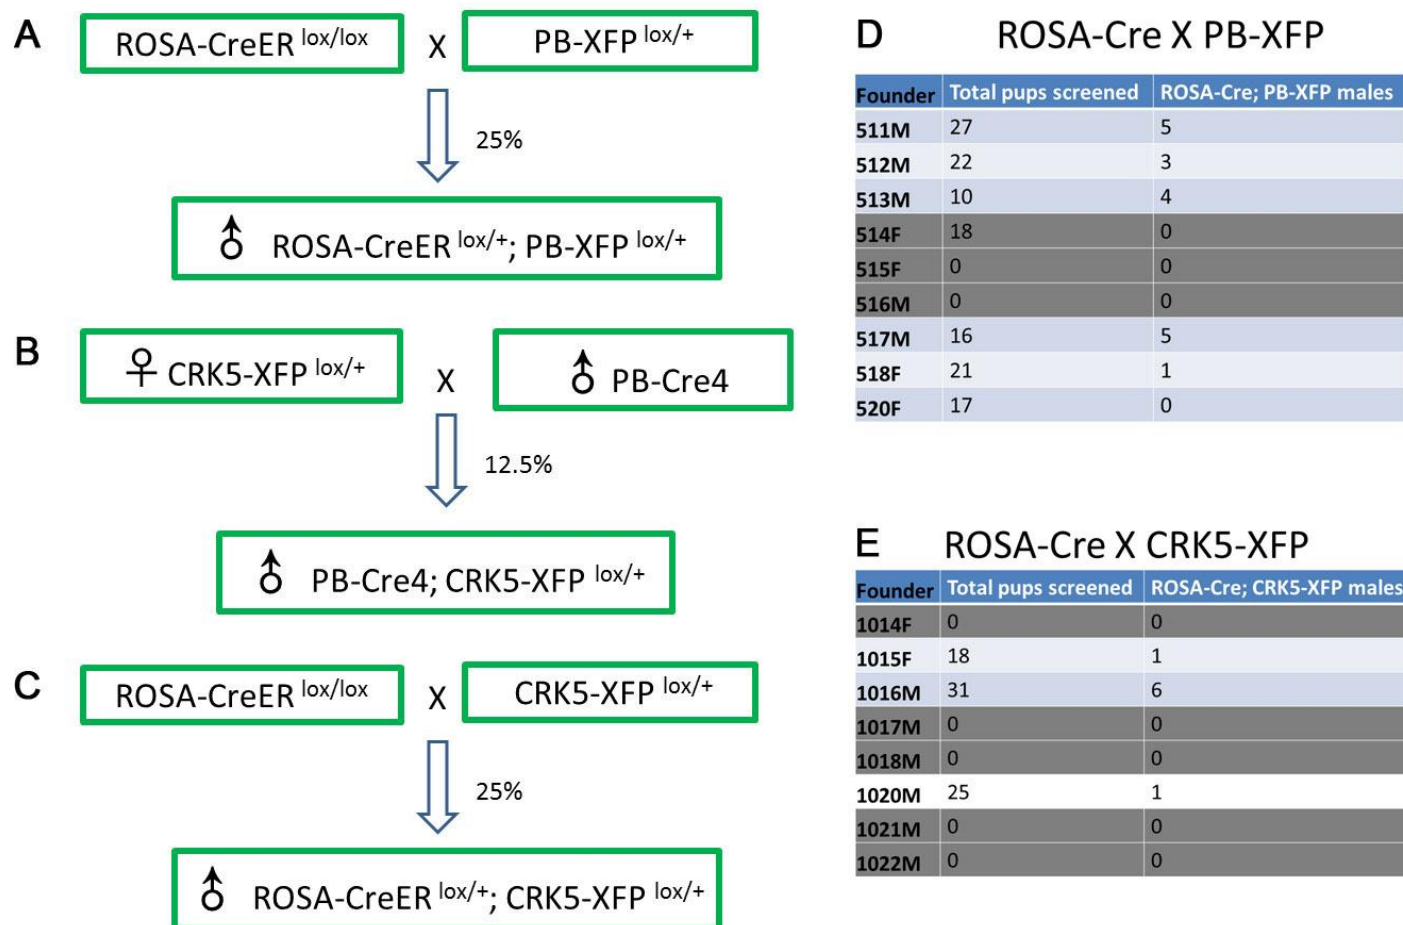 A
ROSA-CreER lox/lox
X
PB-XFP lox/+
25%
♂ ROSA-CreER lox/+; PB-XFP lox/+
B
♀ CRK5-XFP lox/+
X
♂ PB-Cre4
12.5%
♂ PB-Cre4; CRK5-XFP lox/+
C
ROSA-CreER lox/lox
X
CRK5-XFP lox/+
25%
♂ ROSA-CreER lox/+; CRK5-XFP lox/+
D
ROSA-Cre X PB-XFP
Founder Total pups screened ROSA-Cre; PB-XFP males
511M 27 5
512M 22 3
513M 10 4
514F 18 0
515F 0 0
516M 0 0
517M 16 5
518F 21 1
520F 17 0
E
ROSA-Cre X CRK5-XFP
Founder Total pups screened ROSA-Cre; CRK5-XFP males
1014F 0 0
1015F 18 1
1016M 31 6
1017M 0 0
1018M 0 0
1020M 25 1
1021M 0 0
1022M 0 0